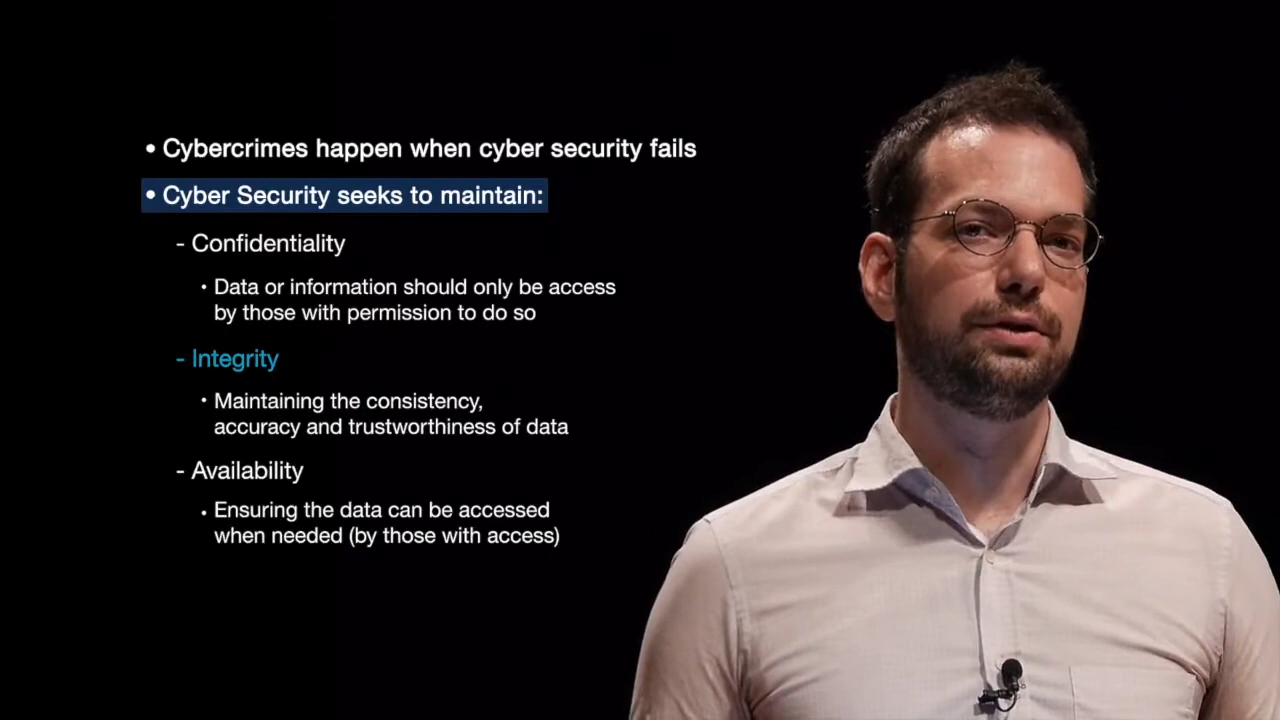 • Cybercrimes happen when cyber security fails
• Cyber Security seeks to maintain:
- Confidentiality
• Data or information should only be access
by those with permission to do so
- Integrity
• Maintaining the consistency,
accuracy and trustworthiness of data
- Availability
• Ensuring the data can be accessed
when needed (by those with access)